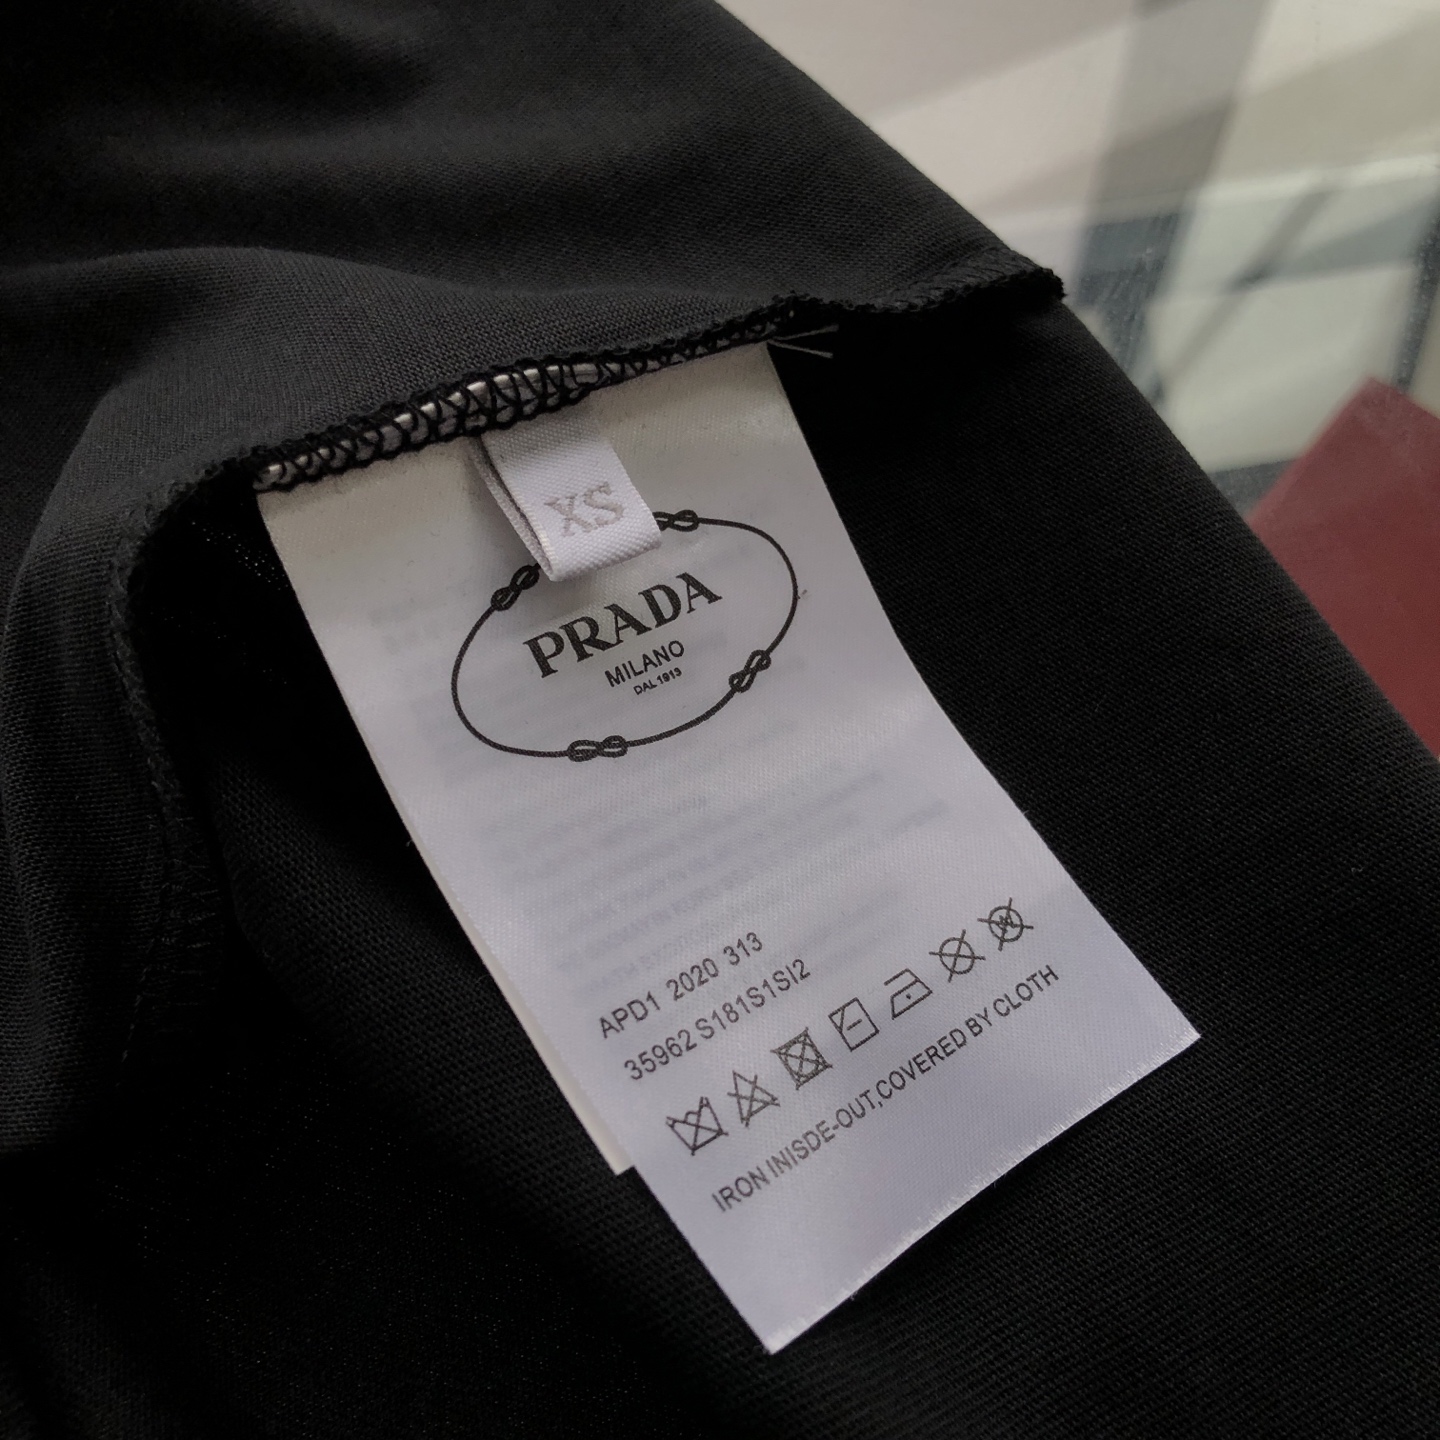 XS
PRADA
MILANO
DAL 1913
APD1 2020 313
35962 S181S1SI2
IRON INISDE-OUT,COVERED BY CLOTH